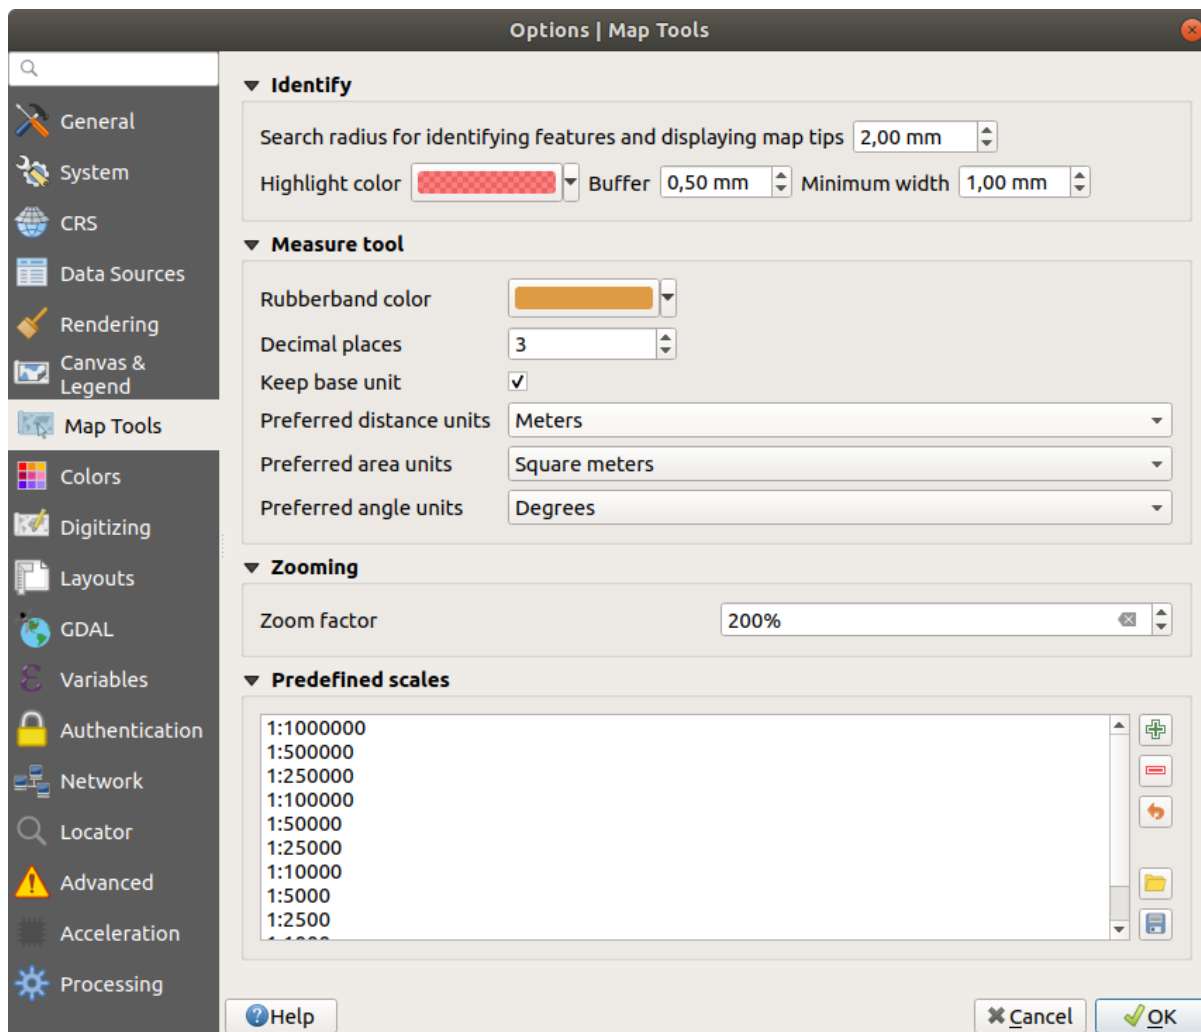 Options | Map Tools
General
System
CRS
Data Sources
Rendering
Canvas &
Legend
Map Tools
Colors
Digitizing
Layouts
GDAL
Variables
Authentication
Network
Locator
Advanced
Acceleration
Processing
Identify
Search radius for identifying features and displaying map tips 2,00 mm
Highlight color Buffer 0,50 mm Minimum width 1,00 mm
Measure tool
Rubberband color
Decimal places 3
Keep base unit
Preferred distance units Meters
Preferred area units Square meters
Preferred angle units Degrees
Zooming
Zoom factor 200%
Predefined scales
1:1000000
1:500000
1:250000
1:100000
1:50000
1:25000
1:10000
1:5000
1:2500
Help Cancel OK